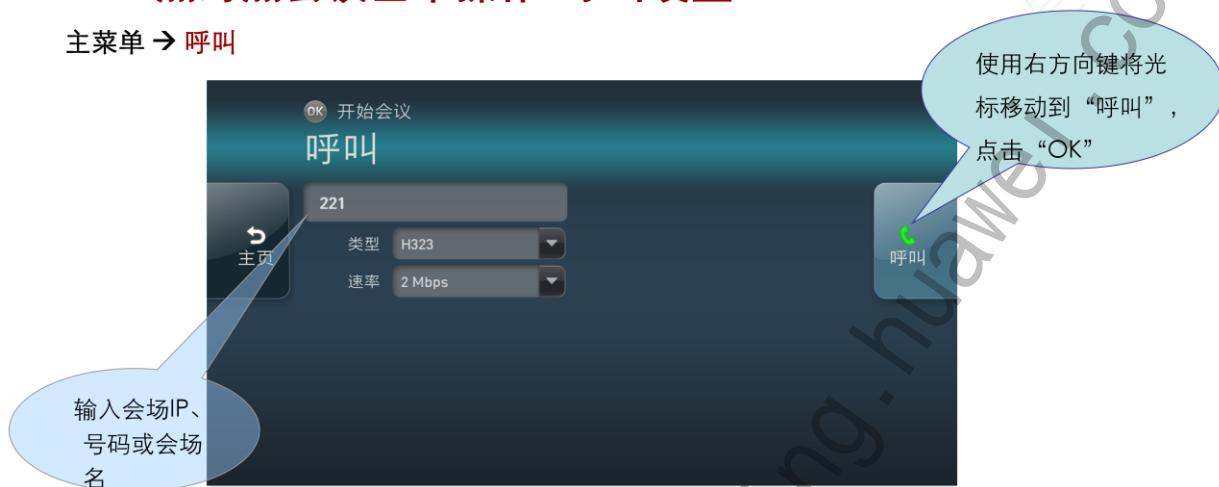 主菜单 → 呼叫
使用右方向键将光
标移动到“呼叫”,
点击“OK”
OK 开始会议
呼叫
221
主页
类型 H323
速率 2 Mbps
呼叫
输入会场IP、
号码或会场
名